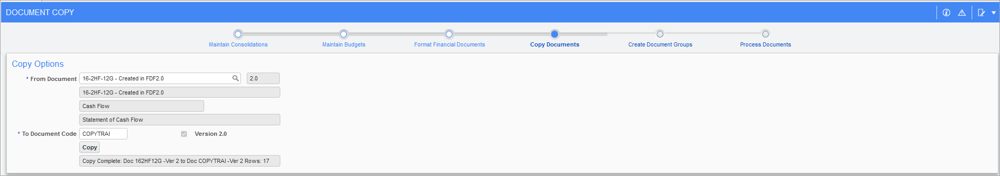 DOCUMENT COPY
Maintain Consolidations Maintain Budgets Format Financial Documents Copy Documents Create Document Groups Process Documents
Copy Options
* From Document 16-2HF-12G - Created in FDF2.0 2.0
16-2HF-12G - Created in FDF2.0
Cash Flow
Statement of Cash Flow
* To Document Code COPYTRAI Version 2.0
Copy
Copy Complete: Doc 162HF12G -Ver 2 to Doc COPYTRAI -Ver 2 Rows: 17